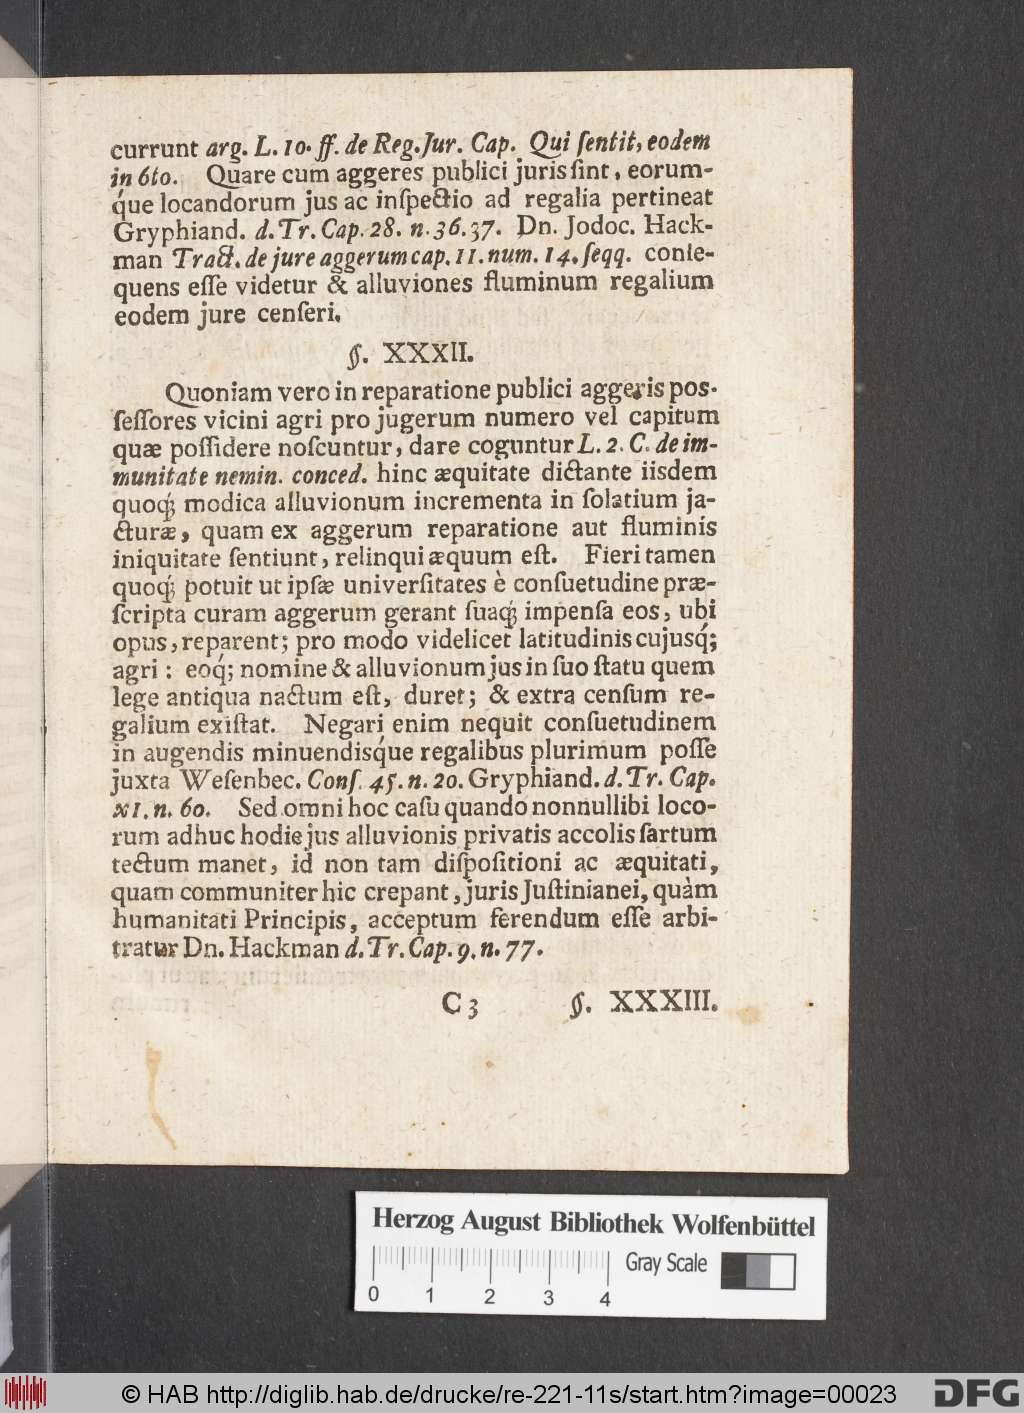 currunt arg. L. 10. ff. de Reg. Jur. Cap. Qui ſentit, eodem
in 6to. Quare cum aggeres publici juris ſint, eorum-
q́ue locandorum jus ac inſpectio ad regalia pertineat
Gryphiand. d. Tr. Cap. 28. n. 36. 37. Dn. Jodoc. Hack-
man Tract. de jure aggerum cap. 11. num. 14. ſeqq. conſe-
quens eſſe videtur & alluviones fluminum regalium
eodem jure cenſeri.
§. XXXII.
Quoniam vero in reparatione publici aggeris poſ-
ſeſſores vicini agri pro jugerum numero vel capitum
quæ poſſidere noſcuntur, dare coguntur L. 2. C. de im-
munitate nemin. conced. hinc æquitate dictante iisdem
quoq́; modica alluvionum incrementa in ſolatium ja-
cturæ, quam ex aggerum reparatione aut fluminis
iniquitate ſentiunt, relinqui æquum eſt. Fieri tamen
quoq́; potuit ut ipſæ univerſitates è conſuetudine præ-
ſcripta curam aggerum gerant ſuaq́; impenſa eos, ubi
opus, reparent; pro modo videlicet latitudinis cujusq́;
agri: eoq́; nomine & alluvionum jus in ſuo ſtatu quem
lege antiqua nactum eſt, duret; & extra cenſum re-
galium exiſtat. Negari enim nequit conſuetudinem
in augendis minuendisq́ue regalibus plurimum poſſe
juxta Weſenbec. Conſ. 45. n. 20. Gryphiand. d. Tr. Cap.
XI. n. 60. Sed omni hoc caſu quando nonnullibi loco-
rum adhuc hodie jus alluvionis privatis accolis ſartum
tectum manet, id non tam diſpoſitioni ac æquitati,
quam communiter hic crepant, juris Juſtinianei, quàm
humanitati Principis, acceptum ferendum eſſe arbi-
tratur Dn. Hackman d. Tr. Cap. 9. n. 77.
C 3 §. XXXIII.
Herzog August Bibliothek Wolfenbüttel
Gray Scale
0 1 2 3 4
© HAB http://diglib.hab.de/drucke/re-221-11s/start.htm?image=00023
DFG